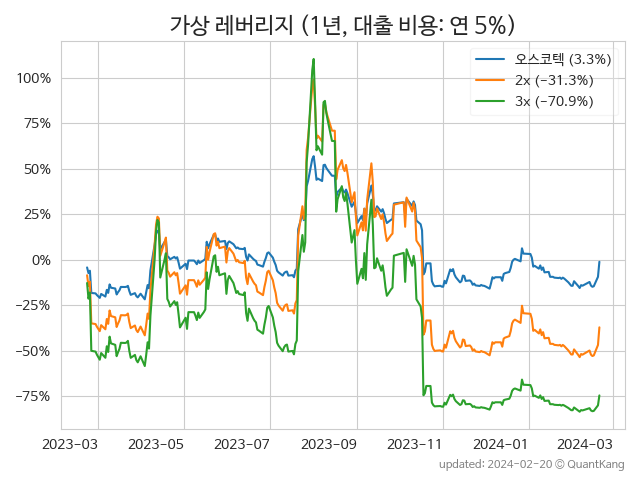 가상 레버리지 (1년, 대출 비용: 연 5%)
오스코텍 (3.3%)
2x (−31.3%)
3x (−70.9%)
100%
75%
50%
25%
0%
−25%
−50%
−75%
2023-03 2023-05 2023-07 2023-09 2023-11 2024-01 2024-03
updated: 2024-02-20 © QuantKang